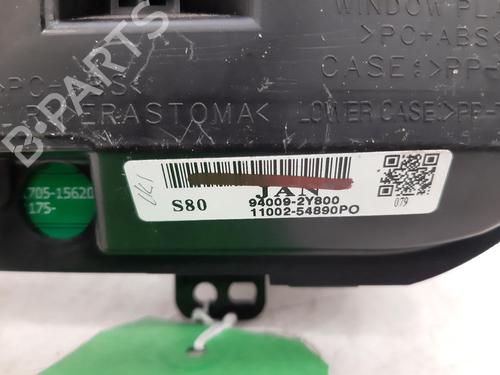 WINDOW PLA
>PC+ABS<
CASE: >PP-
>PC-ABS<
ERASTOMA<
LOWER CASE>PP-
B-PARTS
JAN
S80
94009-2Y800
11002-54890PO
079
705-15620
175-